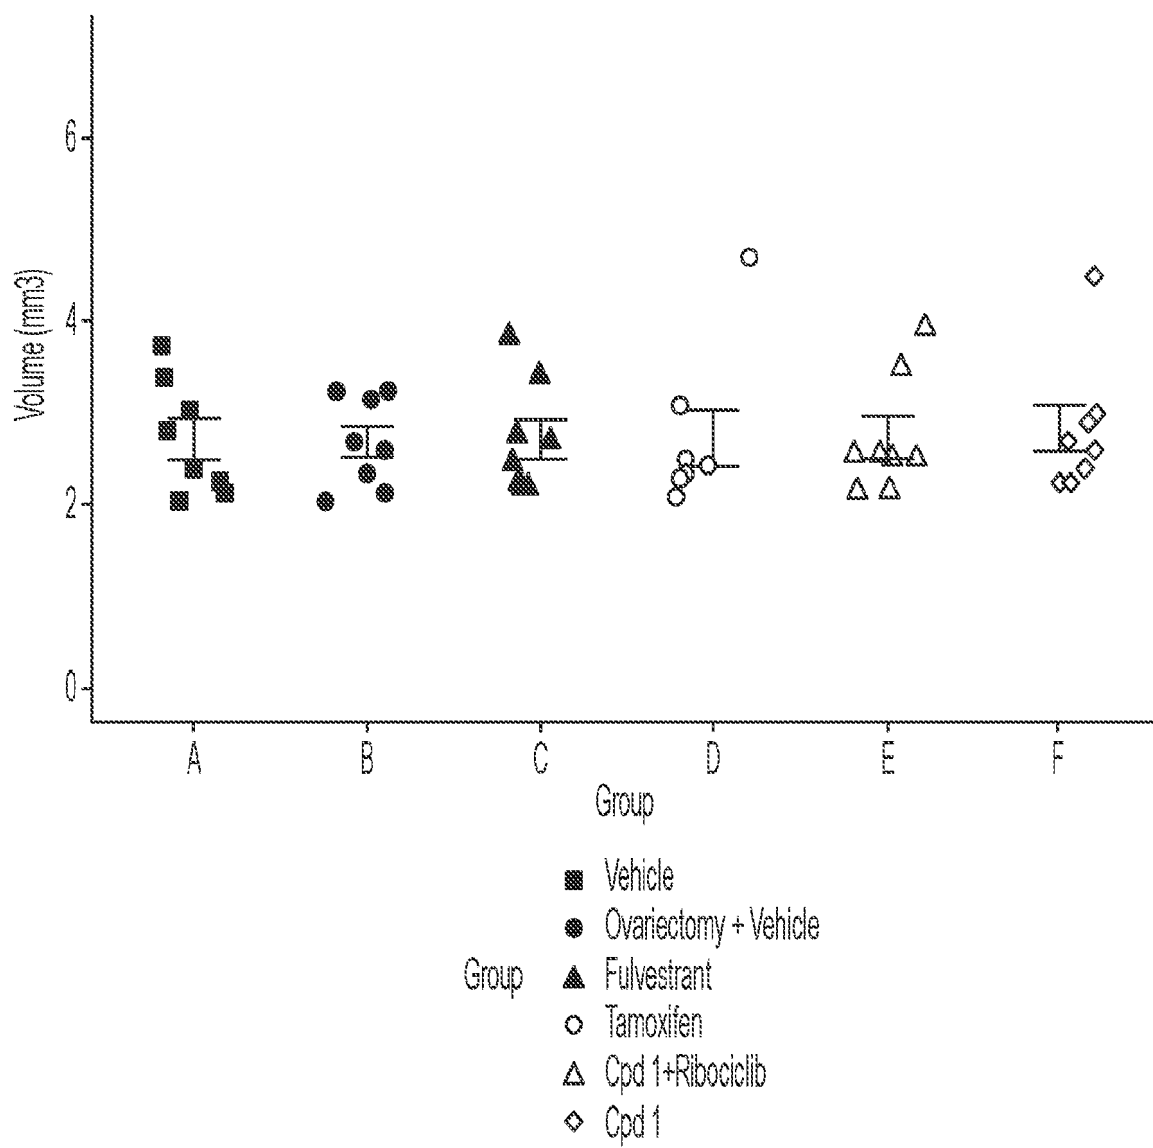 Volume (mm3)
6
4
2
0
A B C D E F
Group
Group
Vehicle
Ovariectomy + Vehicle
Fulvestrant
Tamoxifen
Cpd 1+Ribociclib
Cpd 1